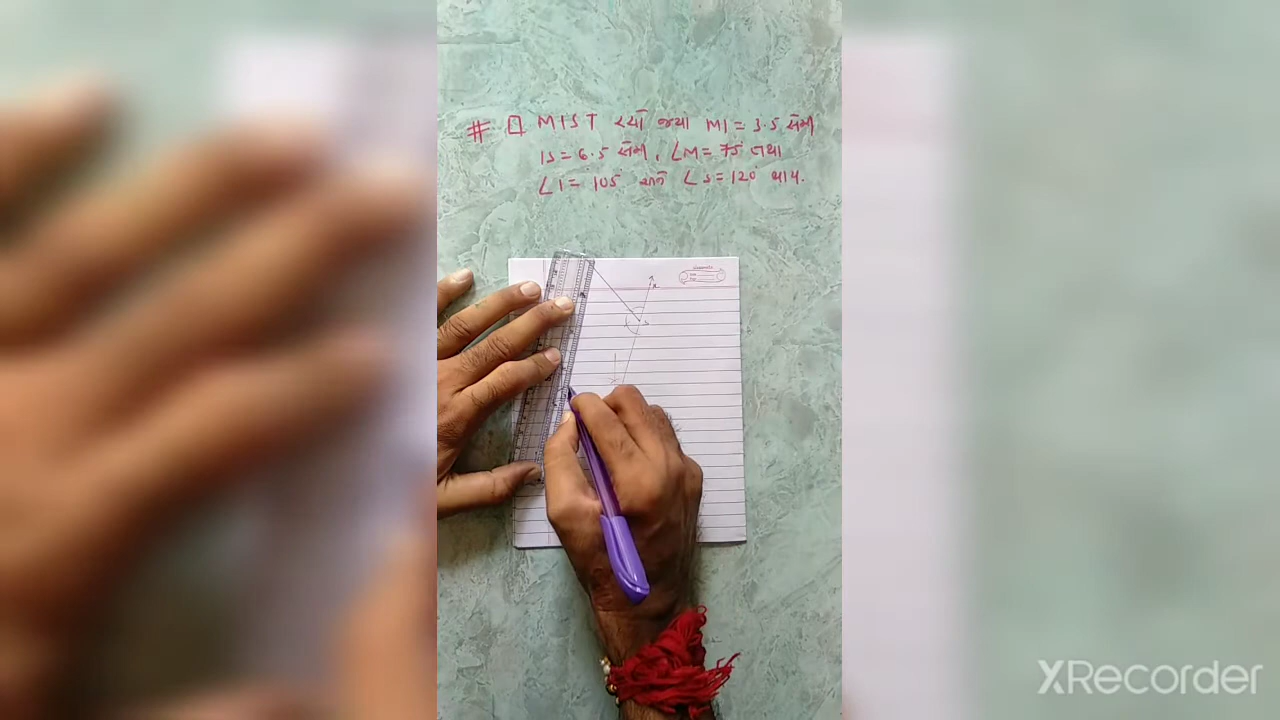 # □ MIST રચો જયાં MI = 3.5 સેમી
IS = 6.5 સેમી, ∠M = 75° તથા
∠I = 105° અને ∠S = 120° થાય.
XRecorder